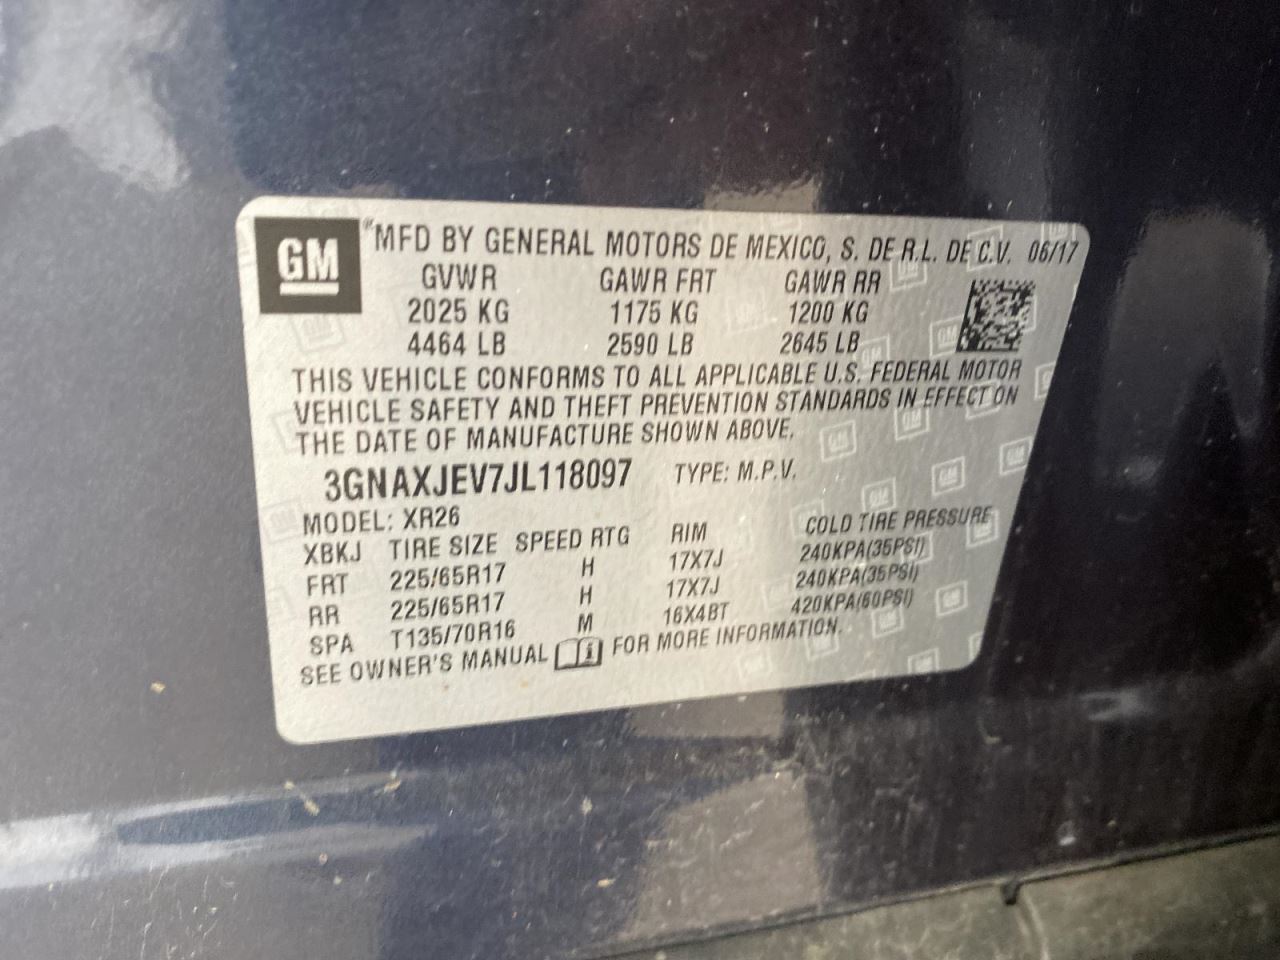 GM
*MFD BY GENERAL MOTORS DE MEXICO, S. DE R.L. DE C.V. 06/17
GVWR GAWR FRT GAWR RR
2025 KG 1175 KG 1200 KG
4464 LB 2590 LB 2645 LB
THIS VEHICLE CONFORMS TO ALL APPLICABLE U.S. FEDERAL MOTOR
VEHICLE SAFETY AND THEFT PREVENTION STANDARDS IN EFFECT ON
THE DATE OF MANUFACTURE SHOWN ABOVE.
3GNAXJEV7JL118097 TYPE: M.P.V.
MODEL: XR26
XBKJ TIRE SIZE SPEED RTG RIM COLD TIRE PRESSURE
FRT 225/65R17 H 17X7J 240KPA(35PSI)
RR 225/65R17 H 17X7J 240KPA(35PSI)
SPA T135/70R16 M 16X4BT 420KPA(60PSI)
SEE OWNER'S MANUAL FOR MORE INFORMATION.